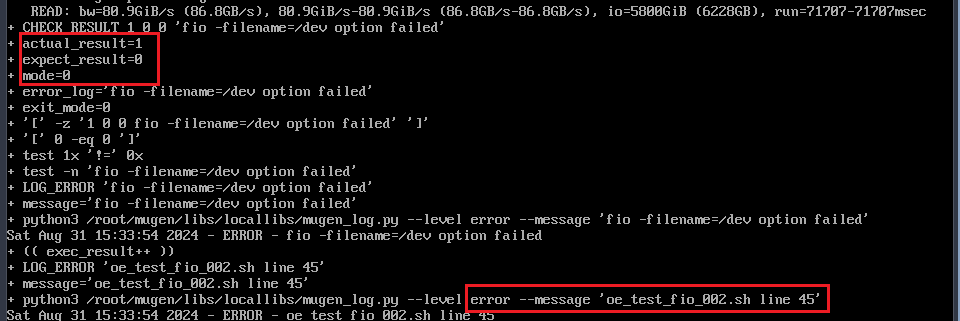 READ: bw=80.9GiB/s (86.8GB/s), 80.9GiB/s-80.9GiB/s (86.8GB/s-86.8GB/s), io=5800GiB (6228GB), run=71707-71707msec
+ CHECK_RESULT 1 0 0 'fio -filename=/dev option failed'
+ actual_result=1
+ expect_result=0
+ mode=0
+ error_log='fio -filename=/dev option failed'
+ exit_mode=0
+ '[' -z '1 0 0 fio -filename=/dev option failed' ']'
+ '[' 0 -eq 0 ']'
+ test 1x '!=' 0x
+ test -n 'fio -filename=/dev option failed'
+ LOG_ERROR 'fio -filename=/dev option failed'
+ message='fio -filename=/dev option failed'
+ python3 /root/mugen/libs/locallibs/mugen_log.py --level error --message 'fio -filename=/dev option failed'
Sat Aug 31 15:33:54 2024 - ERROR - fio -filename=/dev option failed
+ (( exec_result++ ))
+ LOG_ERROR 'oe_test_fio_002.sh line 45'
+ message='oe_test_fio_002.sh line 45'
+ python3 /root/mugen/libs/locallibs/mugen_log.py --level error --message 'oe_test_fio_002.sh line 45'
Sat Aug 31 15:33:54 2024 - ERROR - oe_test_fio_002.sh line 45